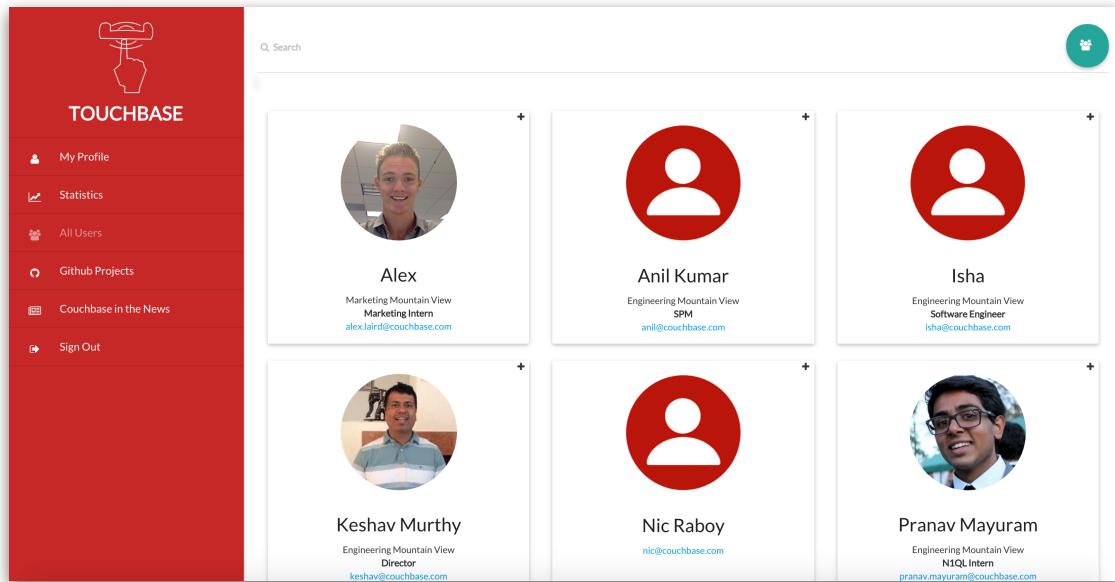 TOUCHBASE
My Profile
Statistics
All Users
Github Projects
Couchbase in the News
Sign Out
Search
Alex
Marketing Mountain View
Marketing Intern
alex.laird@couchbase.com
Anil Kumar
Engineering Mountain View
SPM
anil@couchbase.com
Isha
Engineering Mountain View
Software Engineer
isha@couchbase.com
Keshav Murthy
Engineering Mountain View
Director
keshav@couchbase.com
Nic Raboy
nic@couchbase.com
Pranav Mayuram
Engineering Mountain View
N1QL Intern
pranav.mayuram@couchbase.com